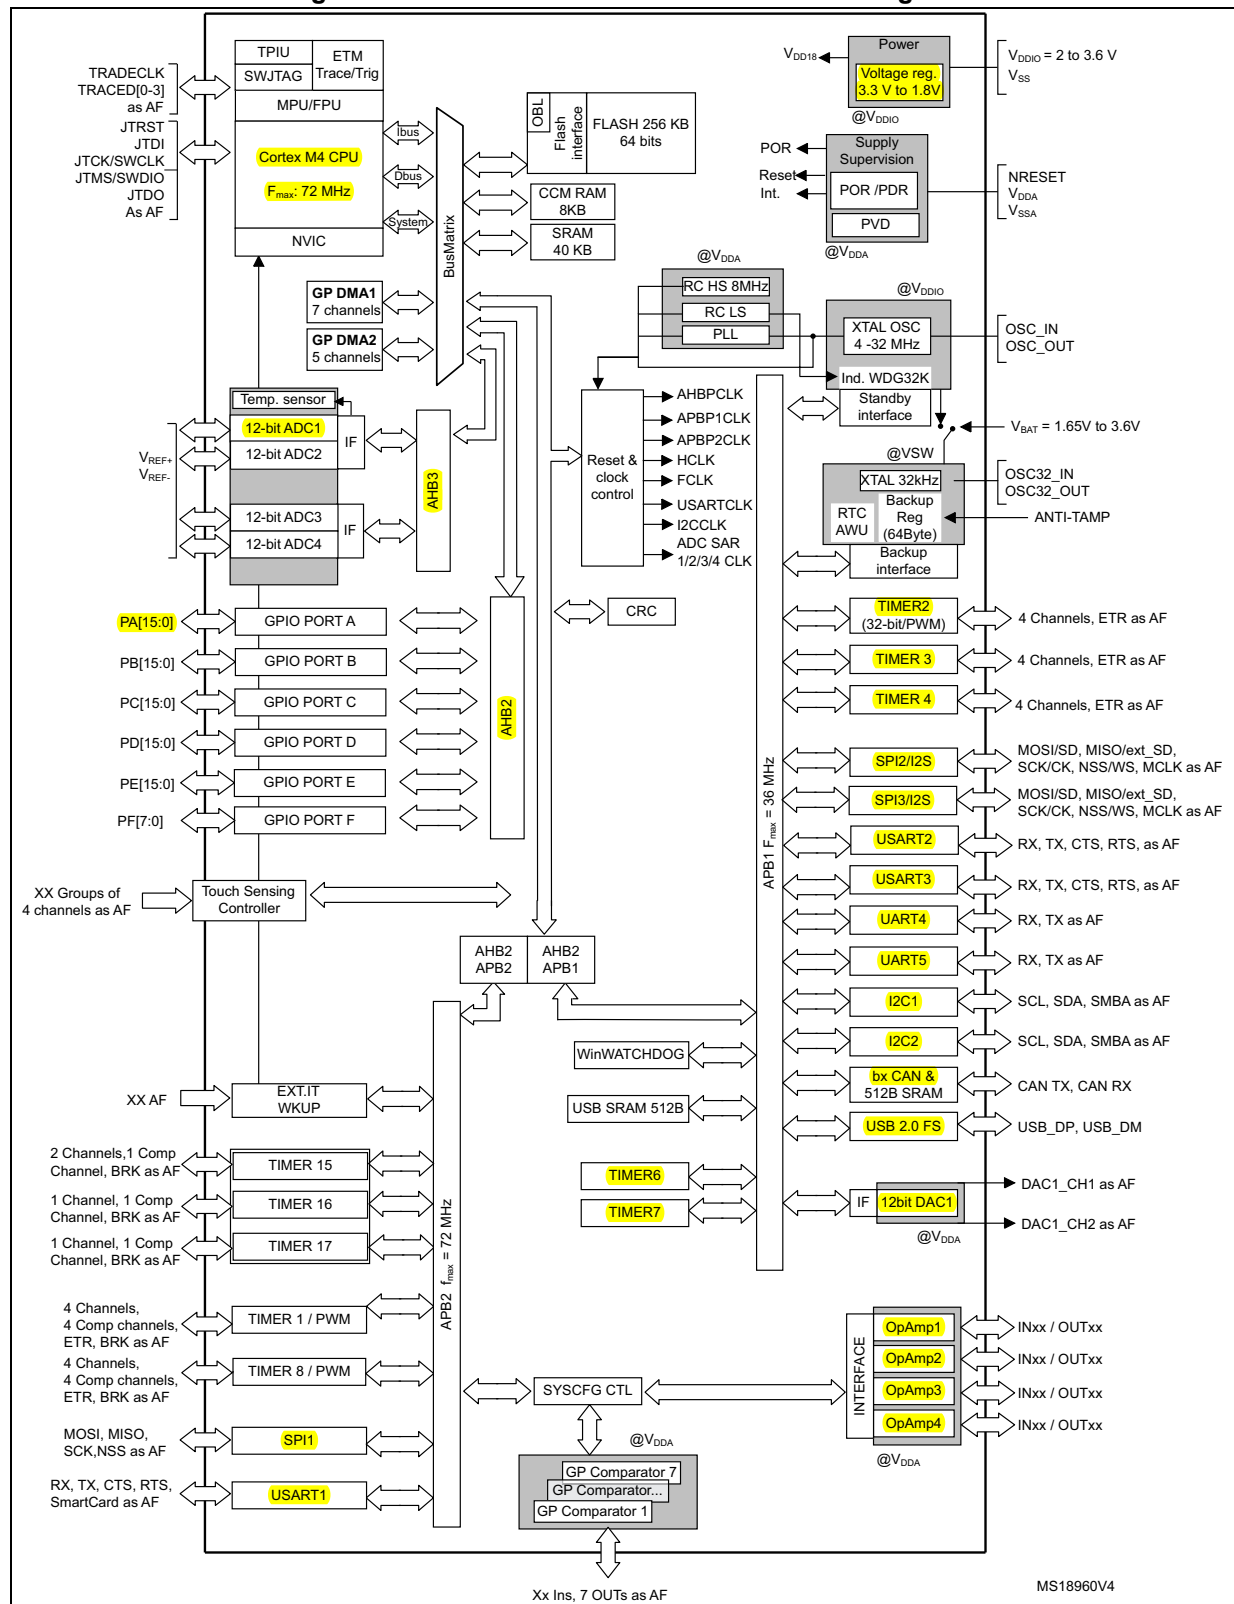 TPIU
ETM
Trace/Trig
SWJTAG
MPU/FPU
Cortex M4 CPU
Fmax: 72 MHz
NVIC
TRADECLK
TRACED[0-3]
as AF
JTRST
JTDI
JTCK/SWCLK
JTMS/SWDIO
JTDO
As AF
Ibus
Dbus
System
BusMatrix
OBL
Flash
interface
FLASH 256 KB
64 bits
CCM RAM
8KB
SRAM
40 KB
GP DMA1
7 channels
GP DMA2
5 channels
Power
VDD18
Voltage reg.
3.3 V to 1.8V
VDDIO = 2 to 3.6 V
VSS
@VDDIO
Supply
Supervision
POR
Reset
Int.
POR /PDR
PVD
NRESET
VDDA
VSSA
@VDDA
@VDDA
RC HS 8MHz
RC LS
PLL
@VDDIO
XTAL OSC
4 -32 MHz
Ind. WDG32K
Standby
interface
OSC_IN
OSC_OUT
VBAT = 1.65V to 3.6V
@VSW
XTAL 32kHz
RTC
AWU
Backup
Reg
(64Byte)
Backup
interface
OSC32_IN
OSC32_OUT
ANTI-TAMP
Reset &
clock
control
AHBPCLK
APBP1CLK
APBP2CLK
HCLK
FCLK
USARTCLK
I2CCLK
ADC SAR
1/2/3/4 CLK
Temp. sensor
12-bit ADC1
12-bit ADC2
IF
VREF+
VREF-
12-bit ADC3
12-bit ADC4
IF
AHB3
AHB2
CRC
PA[15:0]
GPIO PORT A
PB[15:0]
GPIO PORT B
PC[15:0]
GPIO PORT C
PD[15:0]
GPIO PORT D
PE[15:0]
GPIO PORT E
PF[7:0]
GPIO PORT F
XX Groups of
4 channels as AF
Touch Sensing
Controller
AHB2
APB2
AHB2
APB1
APB1 Fmax = 36 MHz
TIMER2
(32-bit/PWM)
4 Channels, ETR as AF
TIMER 3
4 Channels, ETR as AF
TIMER 4
4 Channels, ETR as AF
SPI2/I2S
MOSI/SD, MISO/ext_SD,
SCK/CK, NSS/WS, MCLK as AF
SPI3/I2S
MOSI/SD, MISO/ext_SD,
SCK/CK, NSS/WS, MCLK as AF
USART2
RX, TX, CTS, RTS, as AF
USART3
RX, TX, CTS, RTS, as AF
UART4
RX, TX as AF
UART5
RX, TX as AF
I2C1
SCL, SDA, SMBA as AF
I2C2
SCL, SDA, SMBA as AF
bx CAN &
512B SRAM
CAN TX, CAN RX
USB 2.0 FS
USB_DP, USB_DM
WinWATCHDOG
USB SRAM 512B
TIMER6
TIMER7
IF
12bit DAC1
DAC1_CH1 as AF
DAC1_CH2 as AF
@VDDA
XX AF
EXT.IT
WKUP
2 Channels,1 Comp
Channel, BRK as AF
TIMER 15
1 Channel, 1 Comp
Channel, BRK as AF
TIMER 16
1 Channel, 1 Comp
Channel, BRK as AF
TIMER 17
APB2 fmax = 72 MHz
4 Channels,
4 Comp channels,
ETR, BRK as AF
TIMER 1 / PWM
4 Channels,
4 Comp channels,
ETR, BRK as AF
TIMER 8 / PWM
MOSI, MISO,
SCK,NSS as AF
SPI1
RX, TX, CTS, RTS,
SmartCard as AF
USART1
SYSCFG CTL
@VDDA
GP Comparator 7
GP Comparator...
GP Comparator 1
Xx Ins, 7 OUTs as AF
INTERFACE
OpAmp1
INxx / OUTxx
OpAmp2
INxx / OUTxx
OpAmp3
INxx / OUTxx
OpAmp4
INxx / OUTxx
@VDDA
MS18960V4